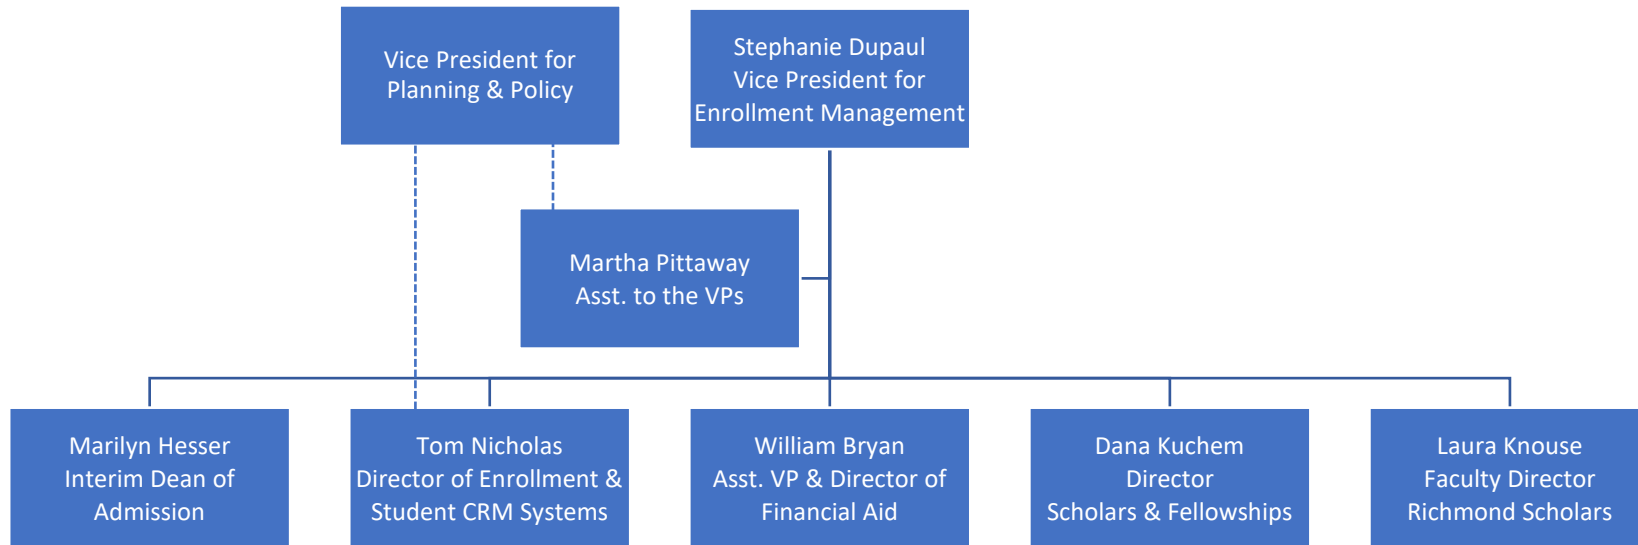 Vice President for
Planning & Policy
Stephanie Dupaul
Vice President for
Enrollment Management
Martha Pittaway
Asst. to the VPs
Marilyn Hesser
Interim Dean of
Admission
Tom Nicholas
Director of Enrollment &
Student CRM Systems
William Bryan
Asst. VP & Director of
Financial Aid
Dana Kuchem
Director
Scholars & Fellowships
Laura Knouse
Faculty Director
Richmond Scholars